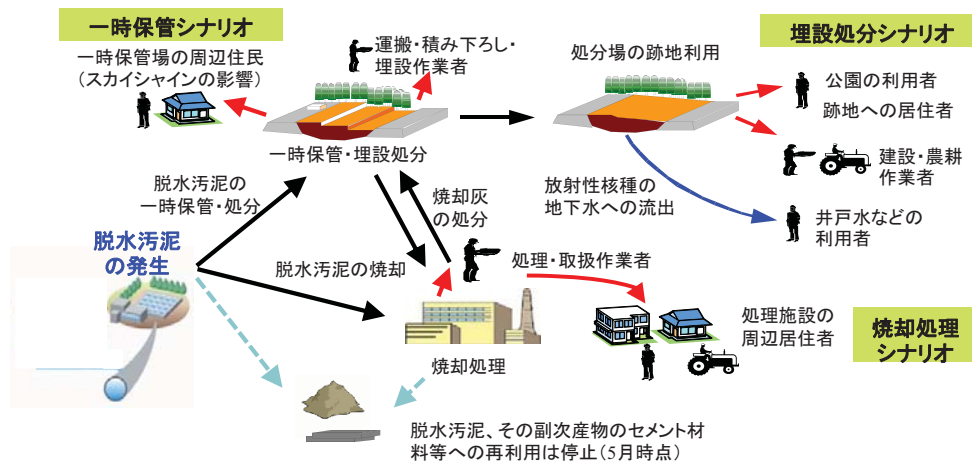 一時保管シナリオ
一時保管場の周辺住民
(スカイシャインの影響)
運搬・積み下ろし・
埋設作業者
一時保管・埋設処分
処分場の跡地利用
埋設処分シナリオ
公園の利用者
跡地への居住者
建設・農耕
作業者
井戸水などの
利用者
放射性核種の
地下水への流出
脱水汚泥の
一時保管・処分
焼却灰
の処分
脱水汚泥
の発生
脱水汚泥の焼却
処理・取扱作業者
処理施設の
周辺居住者
焼却処理
シナリオ
焼却処理
脱水汚泥、その副次産物のセメント材
料等への再利用は停止(5月時点)